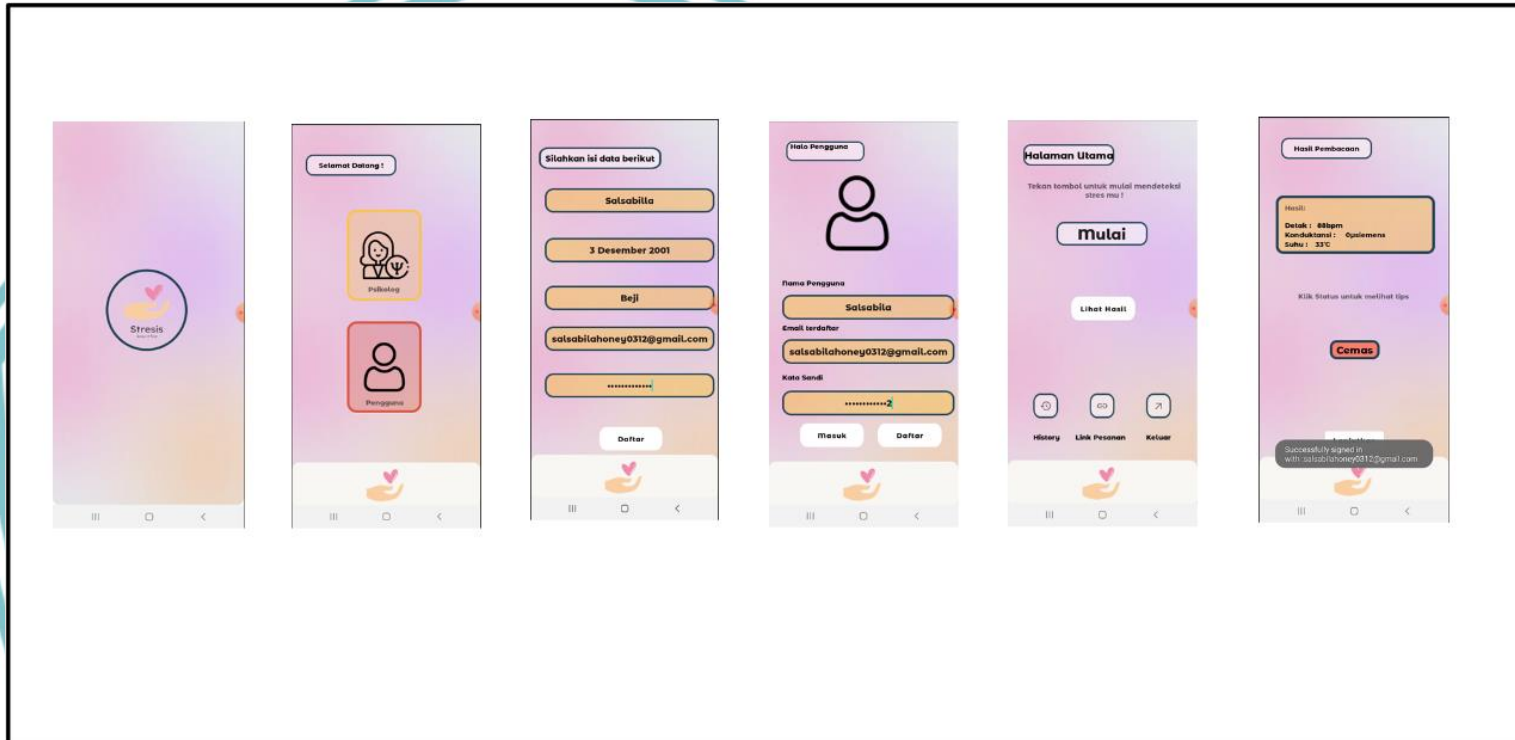 Stresis
Selamat Datang !
Psikolog
Pengguna
Silahkan isi data berikut
Salsabilla
3 Desember 2001
Beji
salsabilahoney0312@gmail.com
•••••••••••••
Daftar
Halo Pengguna
Nama Pengguna
Salsabila
Email terdaftar
salsabilahoney0312@gmail.com
Kata Sandi
••••••••••••2
Masuk Daftar
Halaman Utama
Tekan tombol untuk mulai mendeteksi
stres mu !
Mulai
Lihat Hasil
History Link Pesanan Keluar
Hasil Pembacaan
Hasil:
Detak : 88bpm
Konduktansi : 0µsiemens
Suhu : 33°C
Klik Status untuk melihat tips
Cemas
Successfully signed in
with :salsabilahoney0312@gmail.com